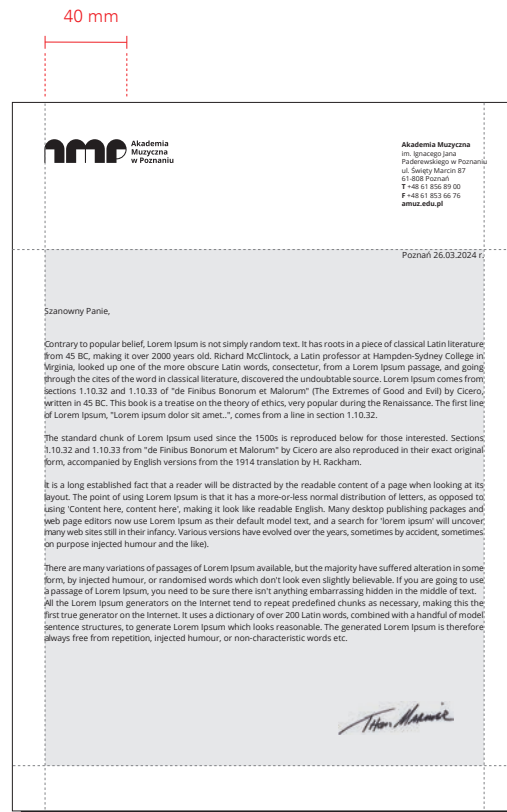 40 mm
amp
Akademia
Muzyczna
w Poznaniu
Akademia Muzyczna
im. Ignacego Jana
Paderewskiego w Poznaniu
ul. Święty Marcin 87
61-808 Poznań
T +48 61 856 89 00
F +48 61 853 66 76
amuz.edu.pl
Poznań 26.03.2024 r.
Szanowny Panie,
Contrary to popular belief, Lorem Ipsum is not simply random text. It has roots in a piece of classical Latin literature
from 45 BC, making it over 2000 years old. Richard McClintock, a Latin professor at Hampden-Sydney College in
Virginia, looked up one of the more obscure Latin words, consectetur, from a Lorem Ipsum passage, and going
through the cites of the word in classical literature, discovered the undoubtable source. Lorem Ipsum comes from
sections 1.10.32 and 1.10.33 of "de Finibus Bonorum et Malorum" (The Extremes of Good and Evil) by Cicero,
written in 45 BC. This book is a treatise on the theory of ethics, very popular during the Renaissance. The first line
of Lorem Ipsum, "Lorem ipsum dolor sit amet..", comes from a line in section 1.10.32.
The standard chunk of Lorem Ipsum used since the 1500s is reproduced below for those interested. Sections
1.10.32 and 1.10.33 from "de Finibus Bonorum et Malorum" by Cicero are also reproduced in their exact original
form, accompanied by English versions from the 1914 translation by H. Rackham.
It is a long established fact that a reader will be distracted by the readable content of a page when looking at its
layout. The point of using Lorem Ipsum is that it has a more-or-less normal distribution of letters, as opposed to
using 'Content here, content here', making it look like readable English. Many desktop publishing packages and
web page editors now use Lorem Ipsum as their default model text, and a search for 'lorem ipsum' will uncover
many web sites still in their infancy. Various versions have evolved over the years, sometimes by accident, sometimes
on purpose injected humour and the like).
There are many variations of passages of Lorem Ipsum available, but the majority have suffered alteration in some
form, by injected humour, or randomised words which don't look even slightly believable. If you are going to use
a passage of Lorem Ipsum, you need to be sure there isn't anything embarrassing hidden in the middle of text.
All the Lorem Ipsum generators on the Internet tend to repeat predefined chunks as necessary, making this the
first true generator on the Internet. It uses a dictionary of over 200 Latin words, combined with a handful of model
sentence structures, to generate Lorem Ipsum which looks reasonable. The generated Lorem Ipsum is therefore
always free from repetition, injected humour, or non-characteristic words etc.